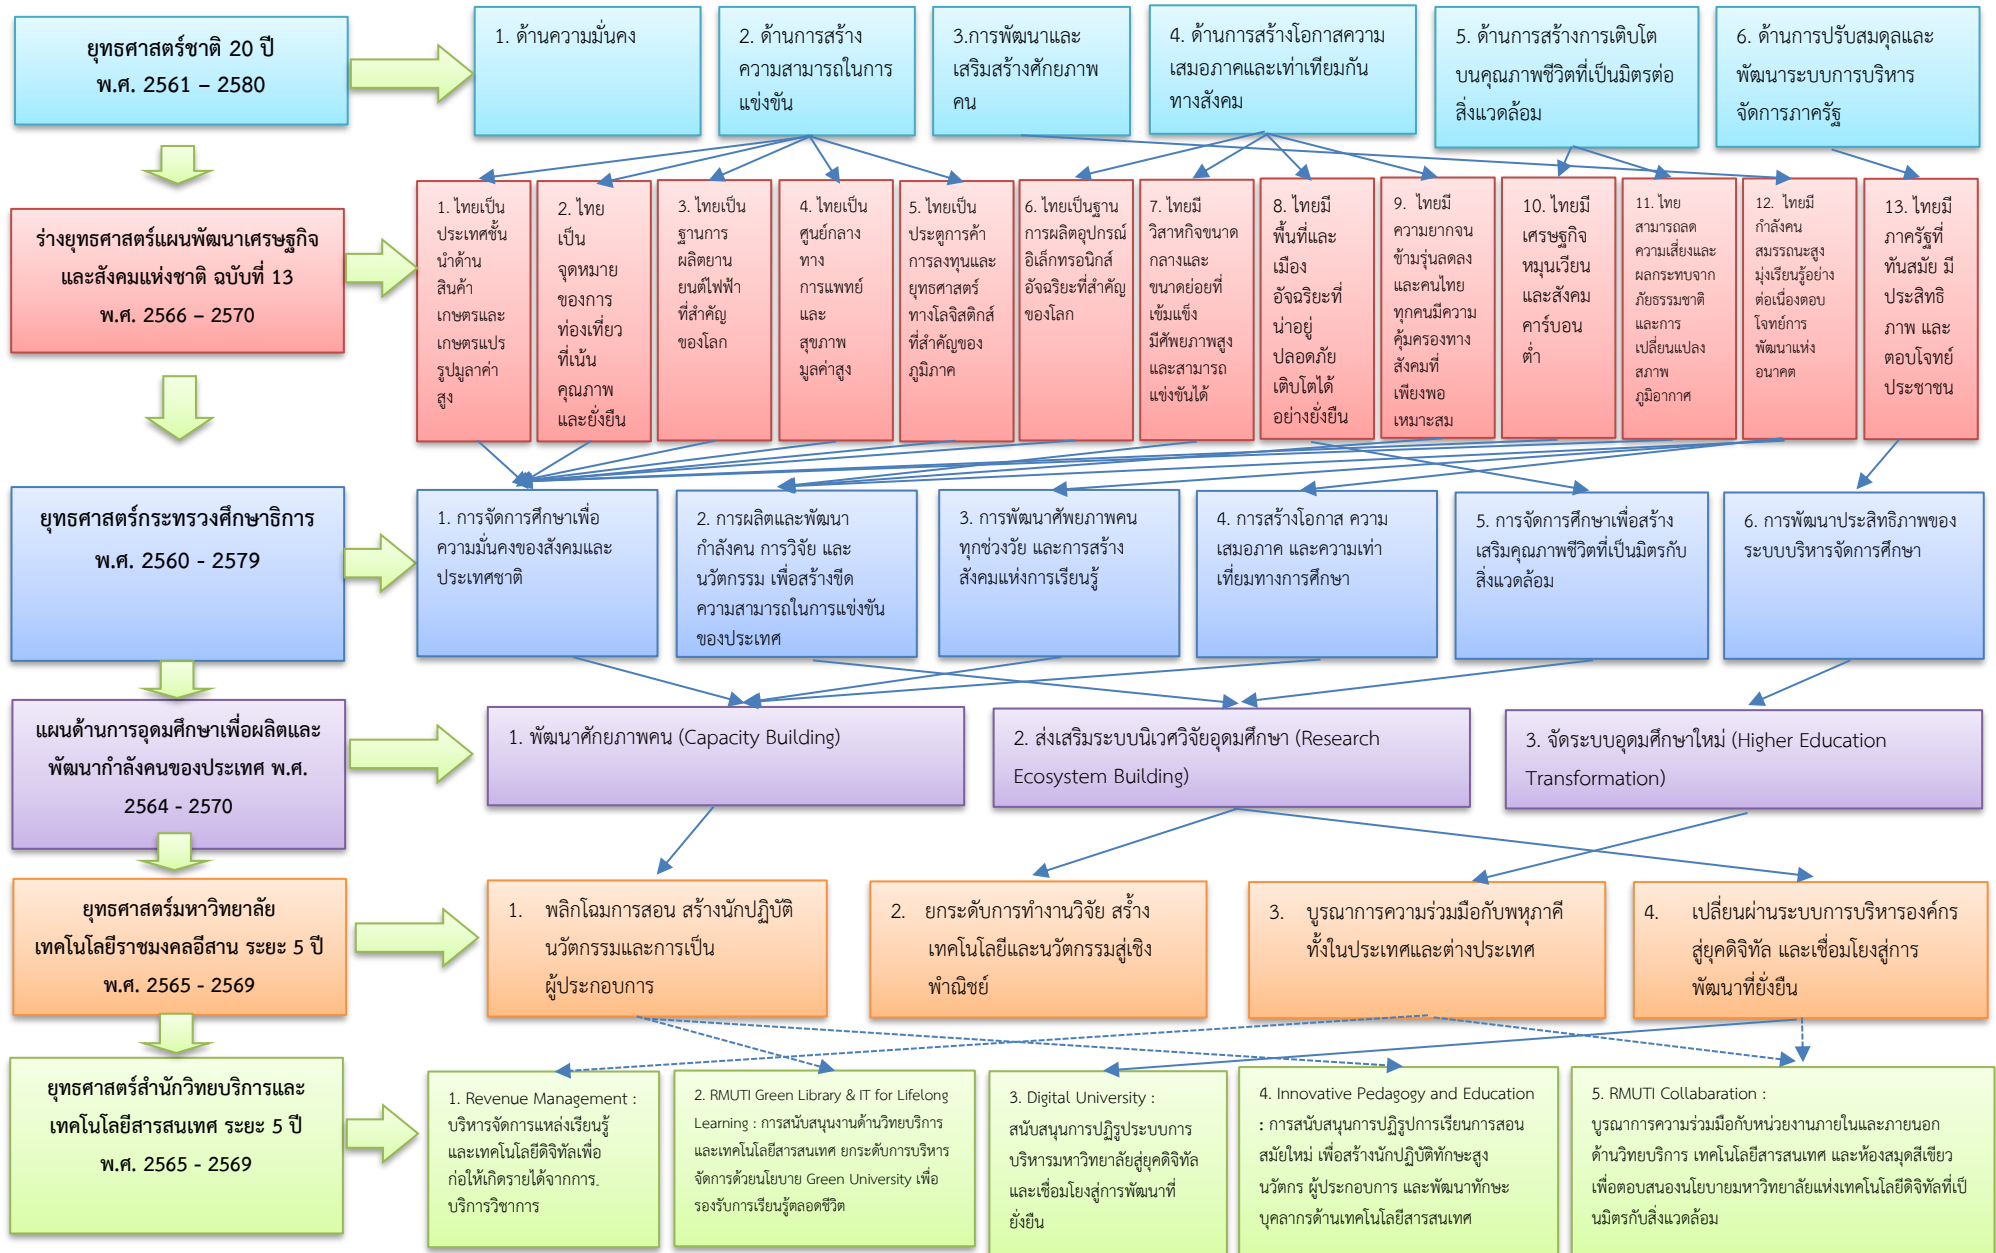 ยุทธศาสตร์ชาติ 20 ปี
พ.ศ. 2561 – 2580
1. ด้านความมั่นคง
2. ด้านการสร้าง
ความสามารถในการ
แข่งขัน
3.การพัฒนาและ
เสริมสร้างศักยภาพ
คน
4. ด้านการสร้างโอกาสความ
เสมอภาคและเท่าเทียมกัน
ทางสังคม
5. ด้านการสร้างการเติบโต
บนคุณภาพชีวิตที่เป็นมิตรต่อ
สิ่งแวดล้อม
6. ด้านการปรับสมดุลและ
พัฒนาระบบการบริหาร
จัดการภาครัฐ
ร่างยุทธศาสตร์แผนพัฒนาเศรษฐกิจ
และสังคมแห่งชาติ ฉบับที่ 13
พ.ศ. 2566 – 2570
1. ไทยเป็น
ประเทศชั้น
นำด้าน
สินค้า
เกษตรและ
เกษตรแปร
รูปมูลค่า
สูง
2. ไทย
เป็น
จุดหมาย
ของการ
ท่องเที่ยว
ที่เน้น
คุณภาพ
และยั่งยืน
3. ไทยเป็น
ฐานการ
ผลิตยาน
ยนต์ไฟฟ้า
ที่สำคัญ
ของโลก
4. ไทยเป็น
ศูนย์กลาง
ทาง
การแพทย์
และ
สุขภาพ
มูลค่าสูง
5. ไทยเป็น
ประตูการค้า
การลงทุนและ
ยุทธศาสตร์
ทางโลจิสติกส์
ที่สำคัญของ
ภูมิภาค
6. ไทยเป็นฐาน
การผลิตอุปกรณ์
อิเล็กทรอนิกส์
อัจฉริยะที่สำคัญ
ของโลก
7. ไทยมี
วิสาหกิจขนาด
กลางและ
ขนาดย่อยที่
เข้มแข็ง
มีศัพยภาพสูง
และสามารถ
แข่งขันได้
8. ไทยมี
พื้นที่และ
เมือง
อัจฉริยะที่
น่าอยู่
ปลอดภัย
เติบโตได้
อย่างยั่งยืน
9. ไทยมี
ความยากจน
ข้ามรุ่นลดลง
และคนไทย
ทุกคนมีความ
คุ้มครองทาง
สังคมที่
เพียงพอ
เหมาะสม
10. ไทยมี
เศรษฐกิจ
หมุนเวียน
และสังคม
คาร์บอน
ต่ำ
11. ไทย
สามารถลด
ความเสี่ยงและ
ผลกระทบจาก
ภัยธรรมชาติ
และการ
เปลี่ยนแปลง
สภาพ
ภูมิอากาศ
12. ไทยมี
กำลังคน
สมรรถนะสูง
มุ่งเรียนรู้อย่าง
ต่อเนื่องตอบ
โจทย์การ
พัฒนาแห่ง
อนาคต
13. ไทยมี
ภาครัฐที่
ทันสมัย มี
ประสิทธิ
ภาพ และ
ตอบโจทย์
ประชาชน
ยุทธศาสตร์กระทรวงศึกษาธิการ
พ.ศ. 2560 - 2579
1. การจัดการศึกษาเพื่อ
ความมั่นคงของสังคมและ
ประเทศชาติ
2. การผลิตและพัฒนา
กำลังคน การวิจัย และ
นวัตกรรม เพื่อสร้างขีด
ความสามารถในการแข่งขัน
ของประเทศ
3. การพัฒนาศัพยภาพคน
ทุกช่วงวัย และการสร้าง
สังคมแห่งการเรียนรู้
4. การสร้างโอกาส ความ
เสมอภาค และความเท่า
เที่ยมทางการศึกษา
5. การจัดการศึกษาเพื่อสร้าง
เสริมคุณภาพชีวิตที่เป็นมิตรกับ
สิ่งแวดล้อม
6. การพัฒนาประสิทธิภาพของ
ระบบบริหารจัดการศึกษา
แผนด้านการอุดมศึกษาเพื่อผลิตและ
พัฒนากำลังคนของประเทศ พ.ศ.
2564 - 2570
1. พัฒนาศักยภาพคน (Capacity Building)
2. ส่งเสริมระบบนิเวศวิจัยอุดมศึกษา (Research
Ecosystem Building)
3. จัดระบบอุดมศึกษาใหม่ (Higher Education
Transformation)
ยุทธศาสตร์มหาวิทยาลัย
เทคโนโลยีราชมงคลอีสาน ระยะ 5 ปี
พ.ศ. 2565 - 2569
1. พลิกโฉมการสอน สร้างนักปฏิบัติ
นวัตกรรมและการเป็น
ผู้ประกอบการ
2. ยกระดับการทำงานวิจัย สร้ำง
เทคโนโลยีและนวัตกรรมสู่เชิง
พำณิชย์
3. บูรณาการความร่วมมือกับพหุภาคี
ทั้งในประเทศและต่างประเทศ
4. เปลี่ยนผ่านระบบการบริหารองค์กร
สู่ยุคดิจิทัล และเชื่อมโยงสู่การ
พัฒนาที่ยั่งยืน
ยุทธศาสตร์สำนักวิทยบริการและ
เทคโนโลยีสารสนเทศ ระยะ 5 ปี
พ.ศ. 2565 - 2569
1. Revenue Management :
บริหารจัดการแหล่งเรียนรู้
และเทคโนโลยีดิจิทัลเพื่อ
ก่อให้เกิดรายได้จากการ.
บริการวิชาการ
2. RMUTI Green Library & IT for Lifelong
Learning : การสนับสนุนงานด้านวิทยบริการ
และเทคโนโลยีสารสนเทศ ยกระดับการบริหาร
จัดการด้วยนโยบาย Green University เพื่อ
รองรับการเรียนรู้ตลอดชีวิต
3. Digital University :
สนับสนุนการปฏิรูประบบการ
บริหารมหาวิทยาลัยสู่ยุคดิจิทัล
และเชื่อมโยงสู่การพัฒนาที่
ยั่งยืน
4. Innovative Pedagogy and Education
: การสนับสนุนการปฏิรูปการเรียนการสอน
สมัยใหม่ เพื่อสร้างนักปฏิบัติทักษะสูง
นวัตกร ผู้ประกอบการ และพัฒนาทักษะ
บุคลากรด้านเทคโนโลยีสารสนเทศ
5. RMUTI Collabaration :
บูรณาการความร่วมมือกับหน่วยงานภายในและภายนอก
ด้านวิทยบริการ เทคโนโลยีสารสนเทศ และห้องสมุดสีเขียว
เพื่อตอบสนองนโยบายมหาวิทยาลัยแห่งเทคโนโลยีดิจิทัลที่เป็
นมิตรกับสิ่งแวดล้อม